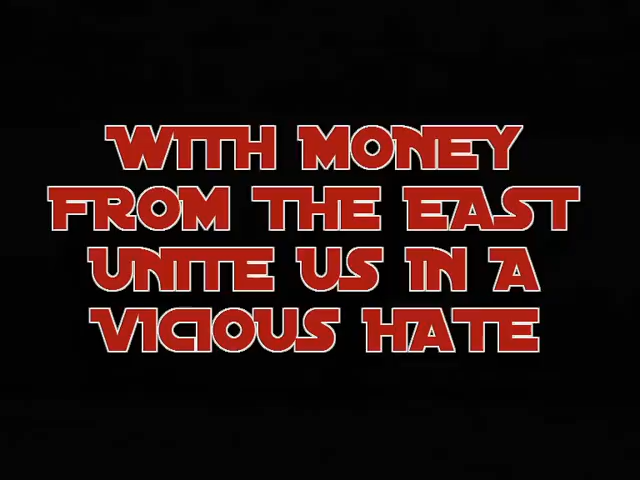 WITH MONEY
FROM THE EAST
UNITE US IN A
VICIOUS HATE